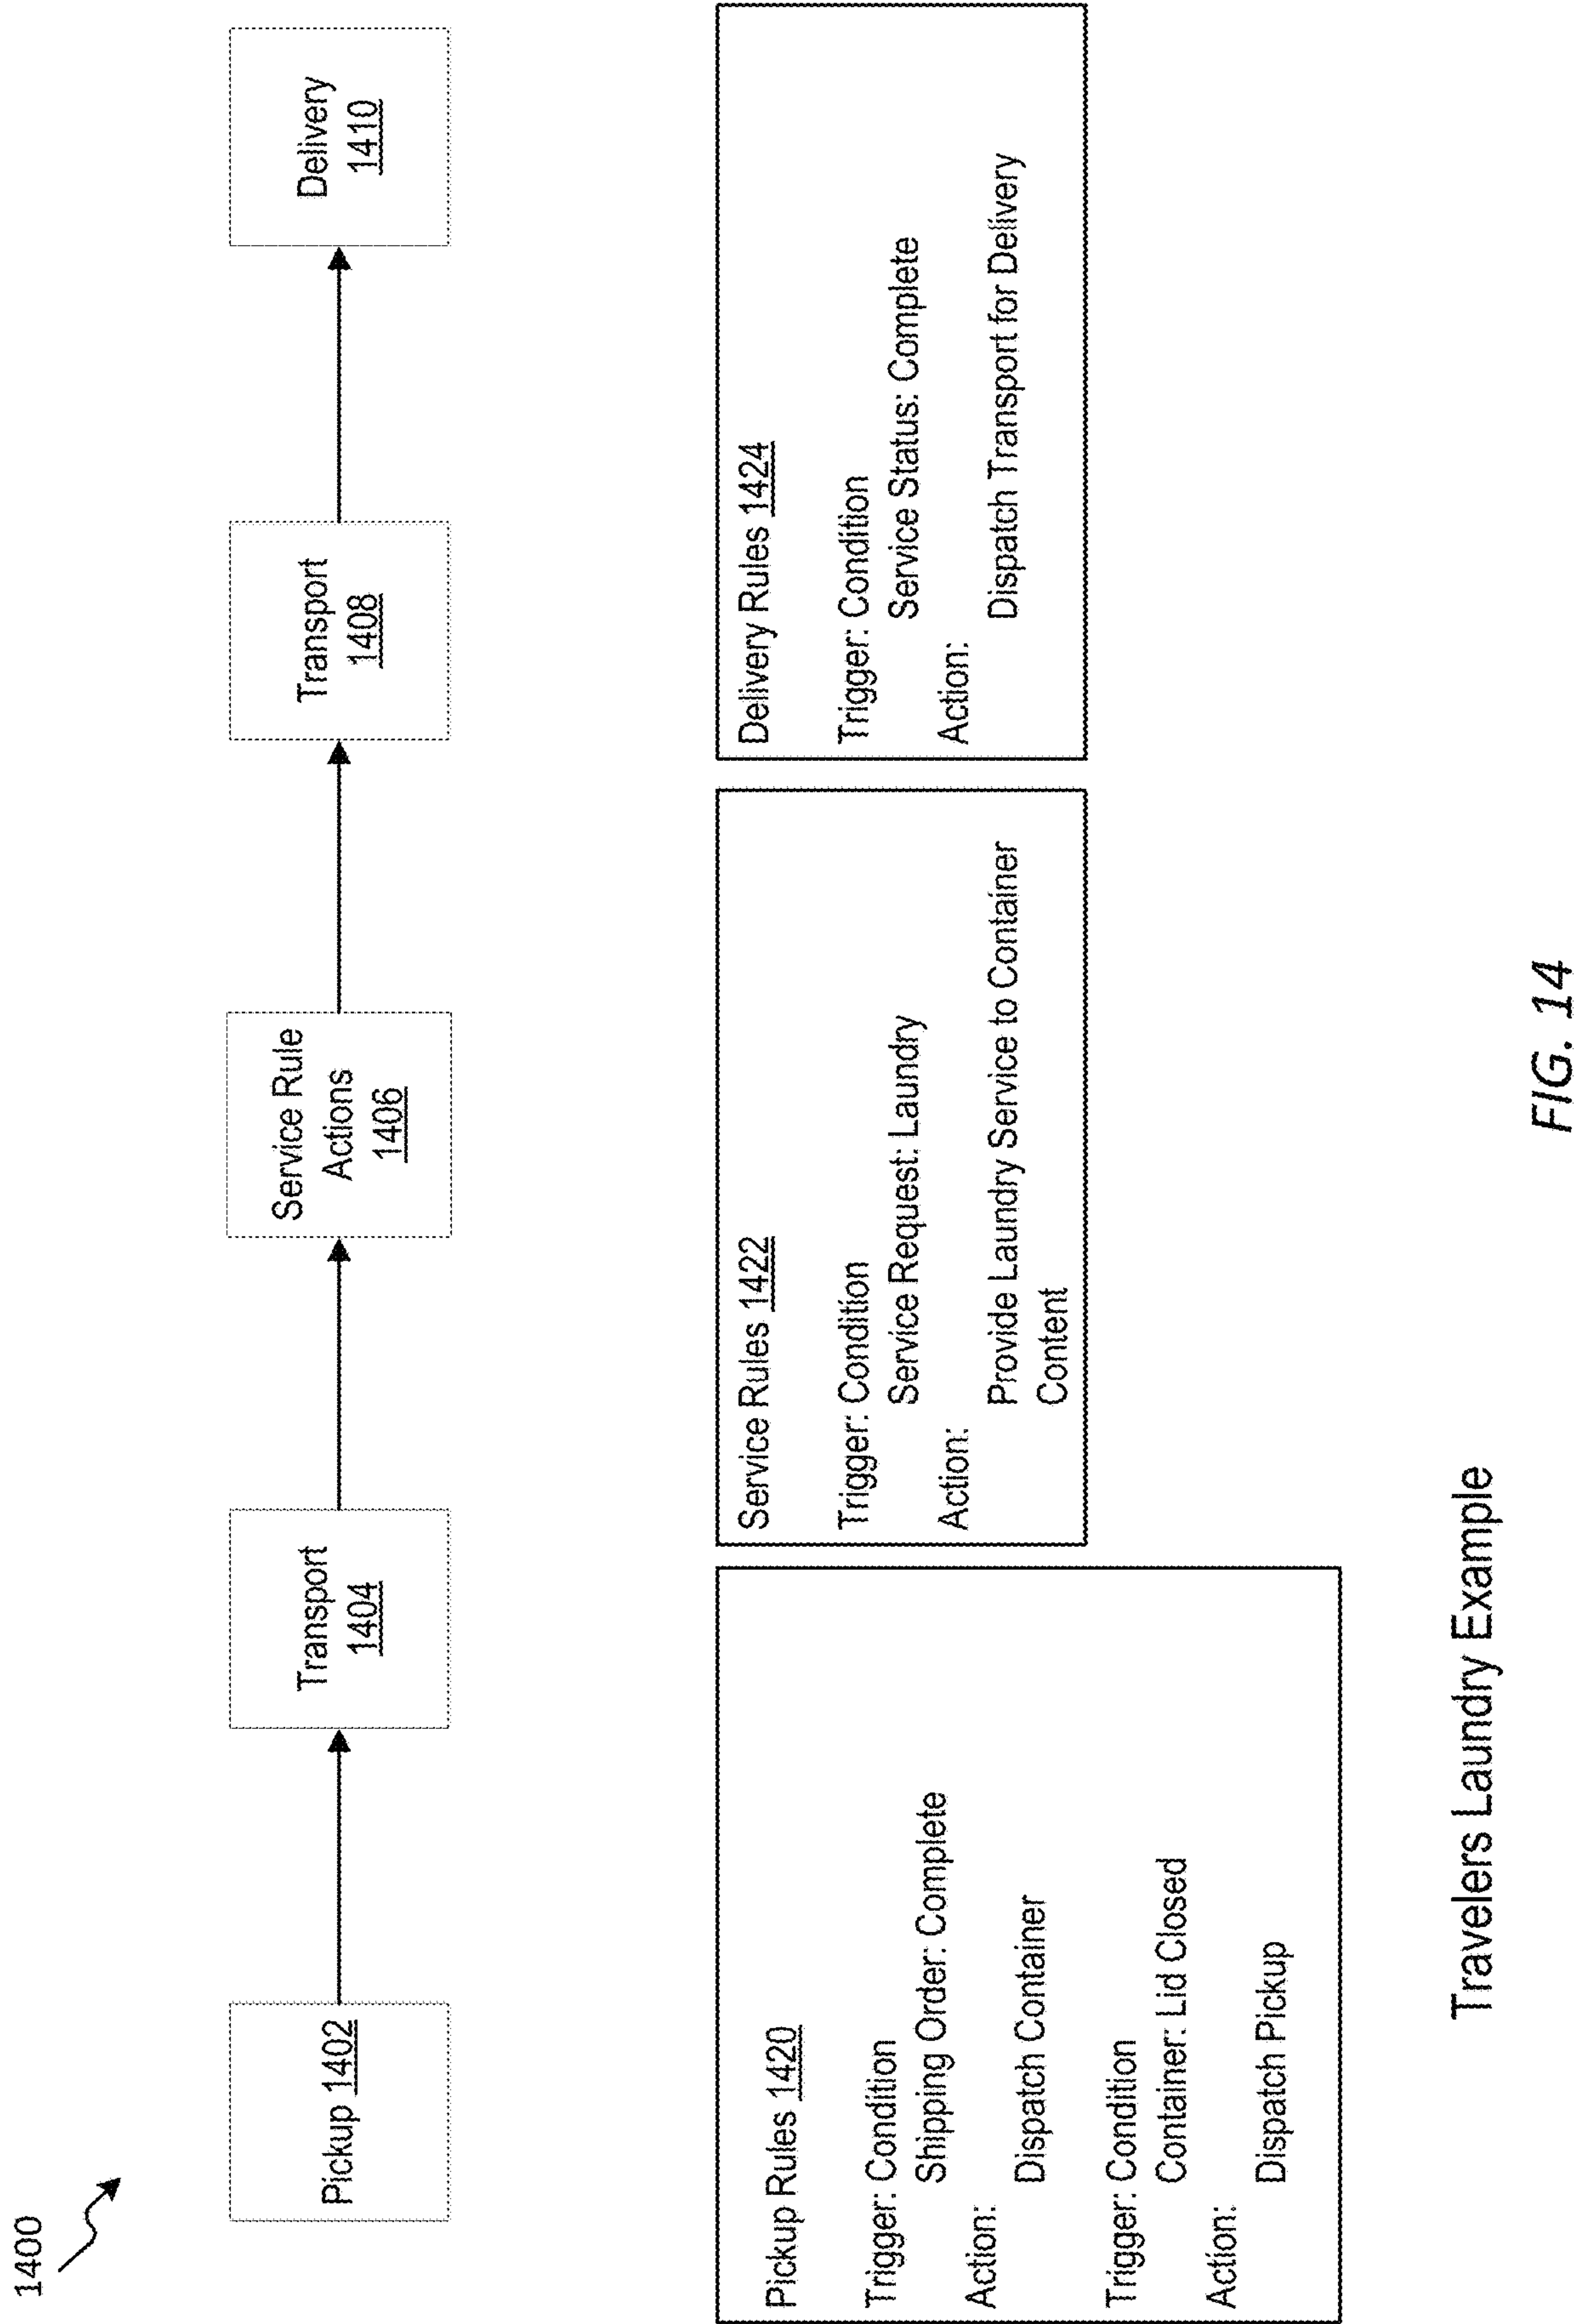 1400
Pickup 1402
Transport
1404
Service Rule
Actions
1406
Transport
1408
Delivery
1410
Pickup Rules 1420
Trigger: Condition
Shipping Order: Complete
Action:
Dispatch Container
Trigger: Condition
Container: Lid Closed
Action:
Dispatch Pickup
Service Rules 1422
Trigger: Condition
Service Request: Laundry
Action:
Provide Laundry Service to Container
Content
Delivery Rules 1424
Trigger: Condition
Service Status: Complete
Action:
Dispatch Transport for Delivery
Travelers Laundry Example
FIG. 14